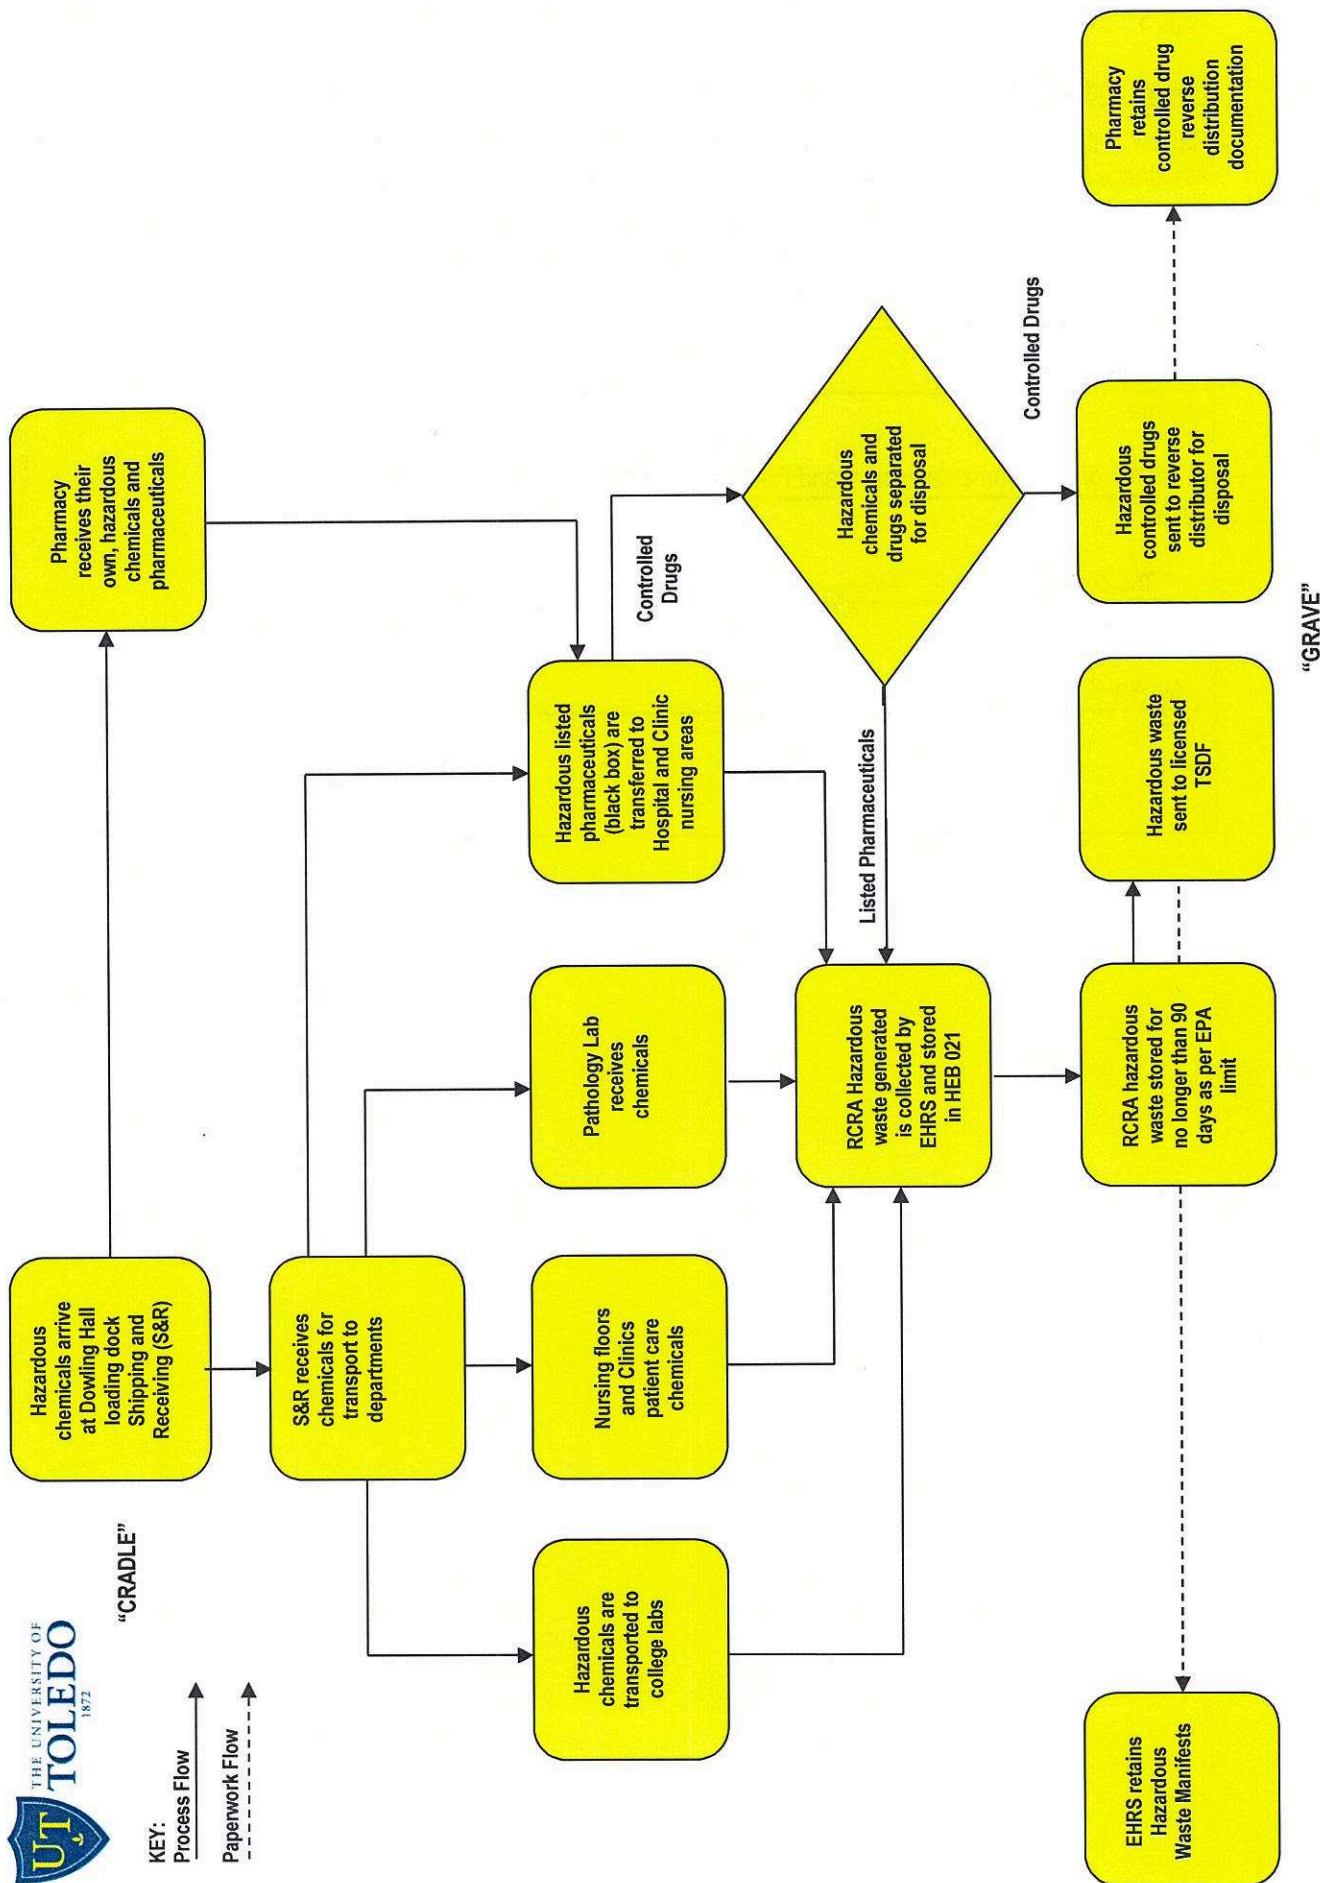 UT
THE UNIVERSITY OF
TOLEDO
1872
KEY:
Process Flow
Paperwork Flow
"CRADLE"
Hazardous
chemicals arrive
at Dowling Hall
loading dock
Shipping and
Receiving (S&R)
Pharmacy
receives their
own, hazardous
chemicals and
pharmaceuticals
S&R receives
chemicals for
transport to
departments
Hazardous
chemicals are
transported to
college labs
Nursing floors
and Clinics
patient care
chemicals
Pathology Lab
receives
chemicals
Hazardous listed
pharmaceuticals
(black box) are
transferred to
Hospital and Clinic
nursing areas
Controlled
Drugs
RCRA Hazardous
waste generated
is collected by
EHRS and stored
in HEB 021
Listed Pharmaceuticals
Hazardous
chemicals and
drugs separated
for disposal
Controlled Drugs
EHRS retains
Hazardous
Waste Manifests
RCRA hazardous
waste stored for
no longer than 90
days as per EPA
limit
Hazardous waste
sent to licensed
TSDF
Hazardous
controlled drugs
sent to reverse
distributor for
disposal
Pharmacy
retains
controlled drug
reverse
distribution
documentation
"GRAVE"